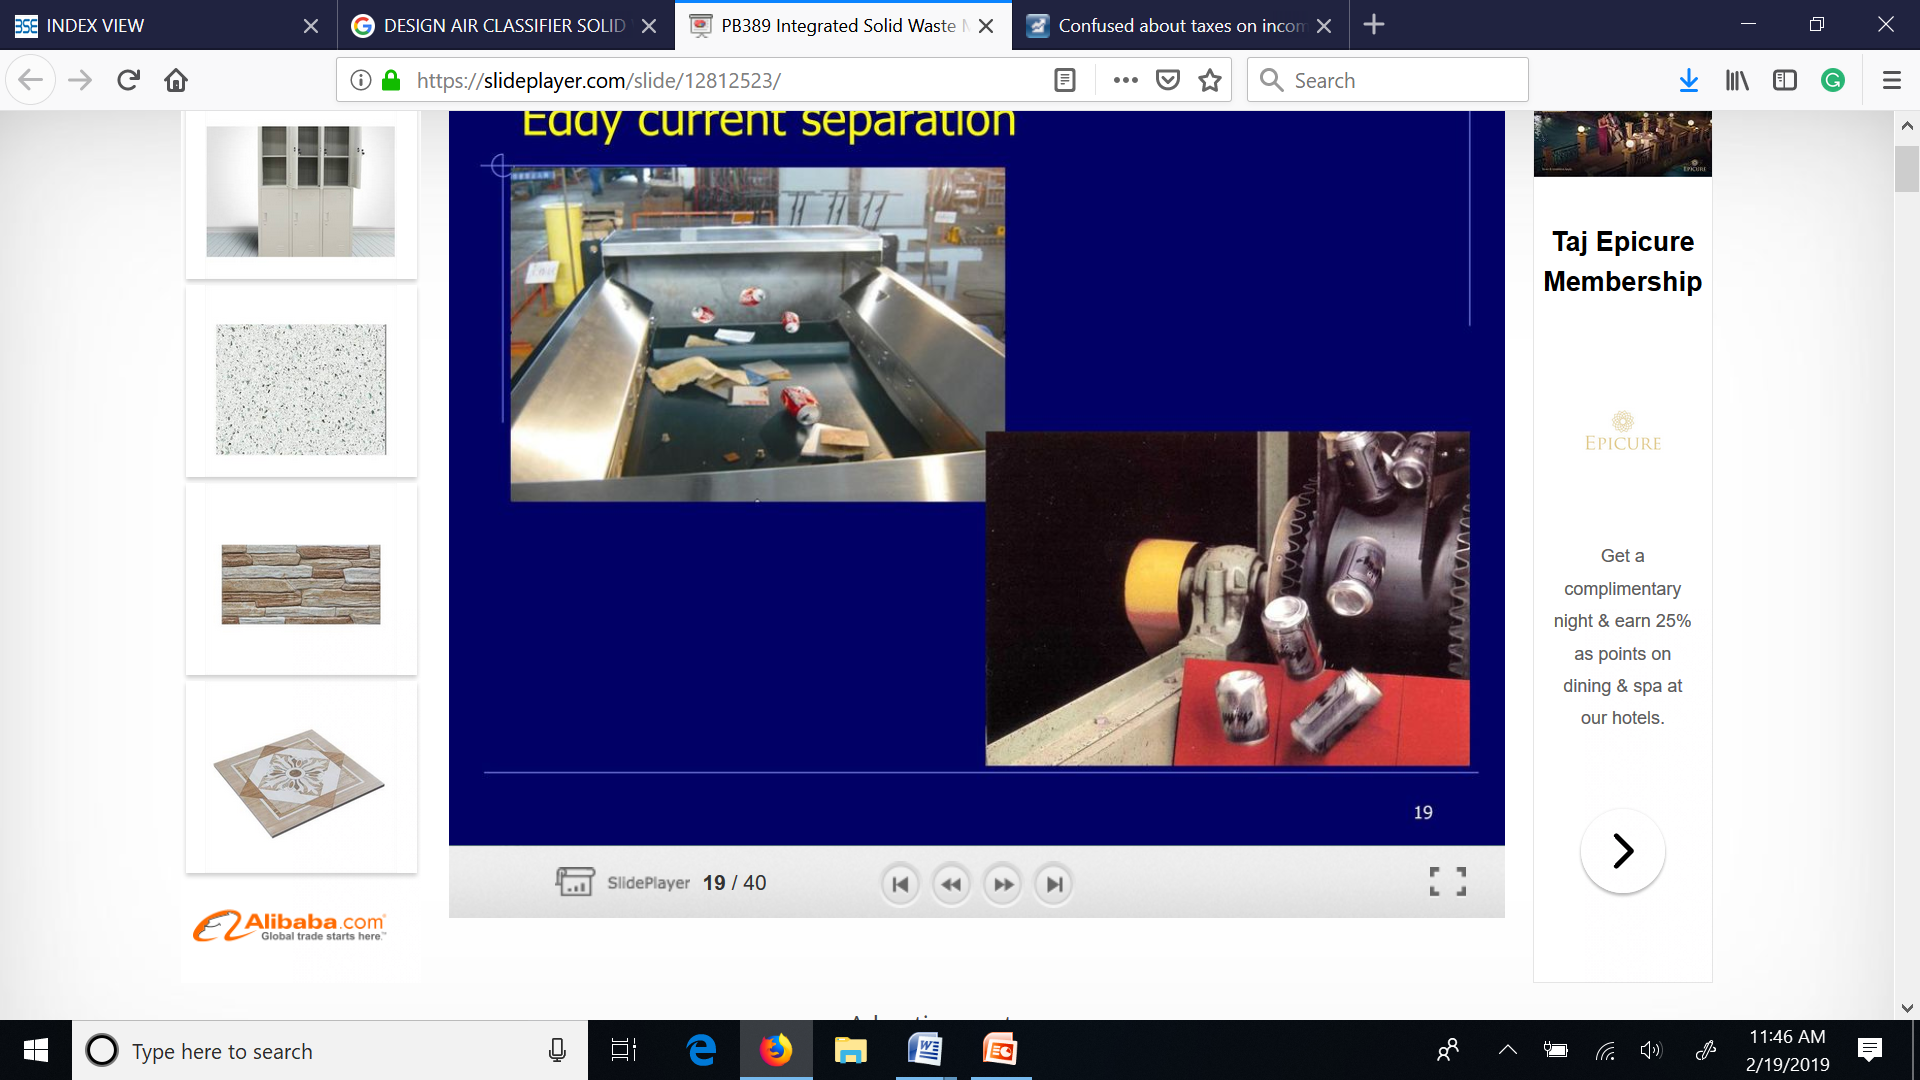 INDEX VIEW
DESIGN AIR CLASSIFIER SOLID
PB389 Integrated Solid Waste
Confused about taxes on incom
https://slideplayer.com/slide/12812523/
Search
Eddy current separation
19
SlidePlayer 19 / 40
Alibaba.com
Global trade starts here.™
EPICURE
Taj Epicure
Membership
EPICURE
Get a
complimentary
night & earn 25%
as points on
dining & spa at
our hotels.
Type here to search
11:46 AM
2/19/2019